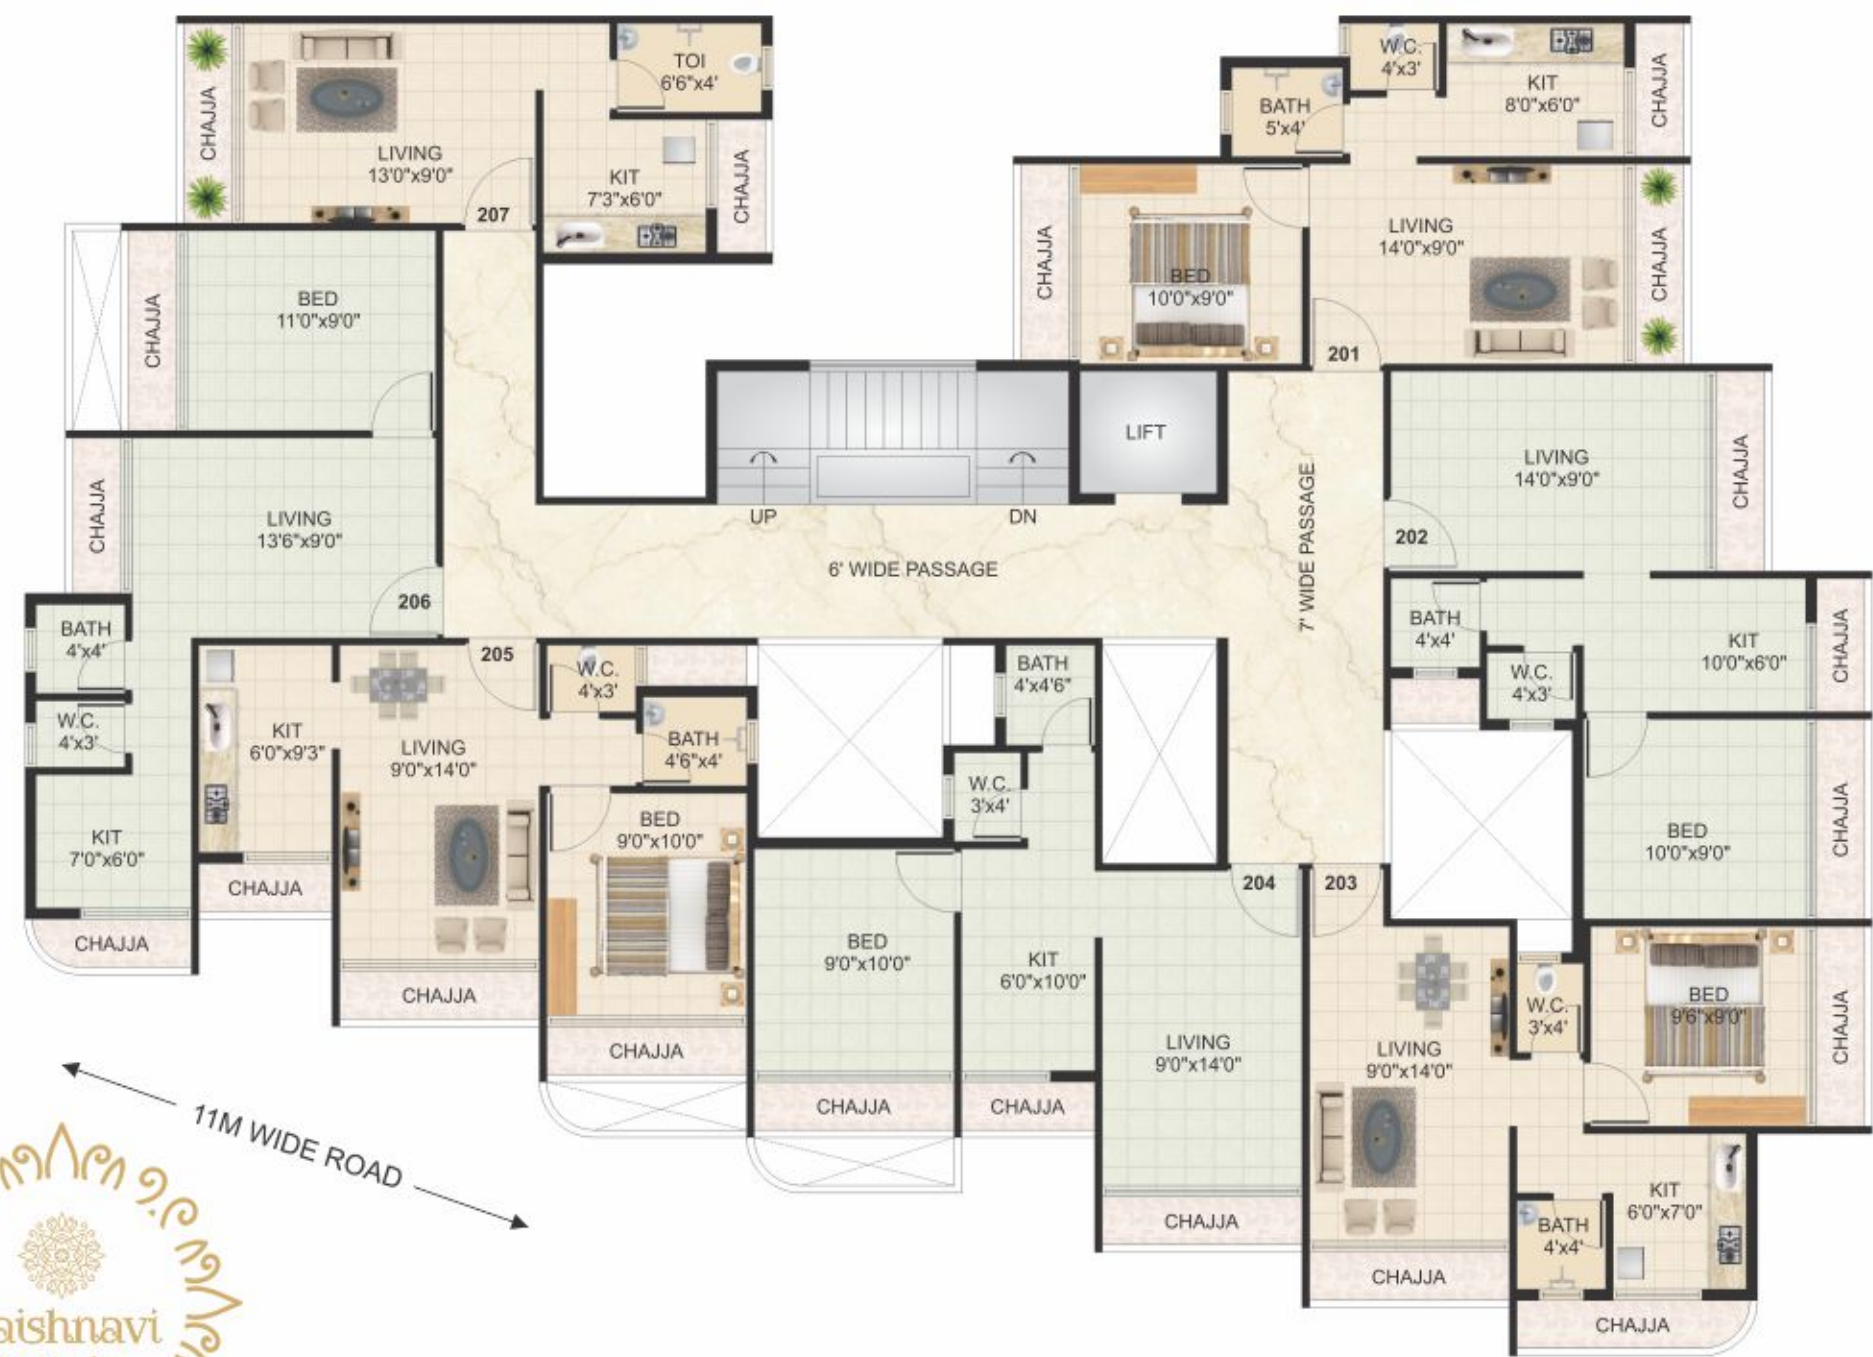 TOI
6'6"x4'
CHAJJA
LIVING
13'0"x9'0"
KIT
7'3"x6'0"
CHAJJA
207
W.C.
4'x3'
KIT
8'0"x6'0"
CHAJJA
BATH
5'x4'
CHAJJA
BED
10'0"x9'0"
LIVING
14'0"x9'0"
CHAJJA
201
CHAJJA
BED
11'0"x9'0"
LIFT
CHAJJA
LIVING
13'6"x9'0"
206
UP
DN
6' WIDE PASSAGE
7' WIDE PASSAGE
LIVING
14'0"x9'0"
CHAJJA
202
BATH
4'x4'
W.C.
4'x3'
KIT
7'0"x6'0"
CHAJJA
205
KIT
6'0"x9'3"
CHAJJA
LIVING
9'0"x14'0"
CHAJJA
W.C.
4'x3'
BATH
4'6"x4'
BED
9'0"x10'0"
CHAJJA
BATH
4'x4'6"
W.C.
3'x4'
BED
9'0"x10'0"
CHAJJA
KIT
6'0"x10'0"
CHAJJA
204
LIVING
9'0"x14'0"
CHAJJA
BATH
4'x4'
W.C.
4'x3'
KIT
10'0"x6'0"
CHAJJA
BED
10'0"x9'0"
CHAJJA
203
LIVING
9'0"x14'0"
CHAJJA
W.C.
3'x4'
BED
9'6"x9'0"
CHAJJA
BATH
4'x4'
KIT
6'0"x7'0"
CHAJJA
11M WIDE ROAD
aishnavi